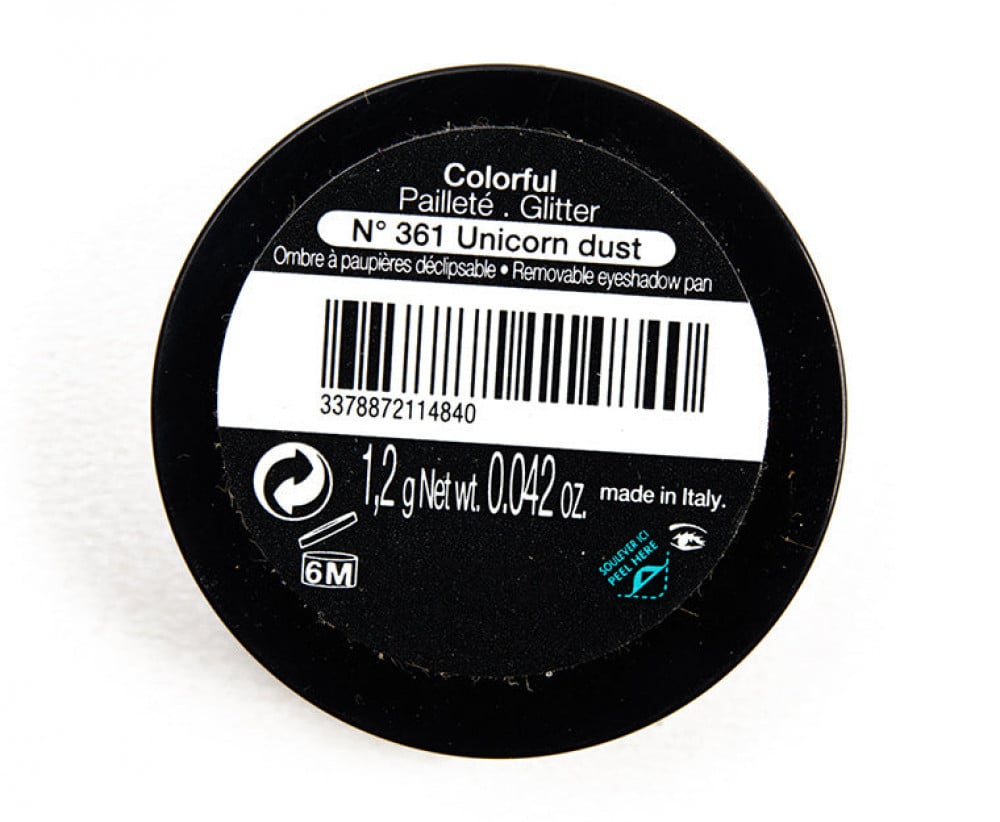 Colorful
Pailleté . Glitter
N° 361 Unicorn dust
Ombre à paupières déclipsable • Removable eyeshadow pan
3378872114840
1,2 g Net wt. 0.042 oz.
made in Italy.
SOULEVER ICI
PEEL HERE
6M